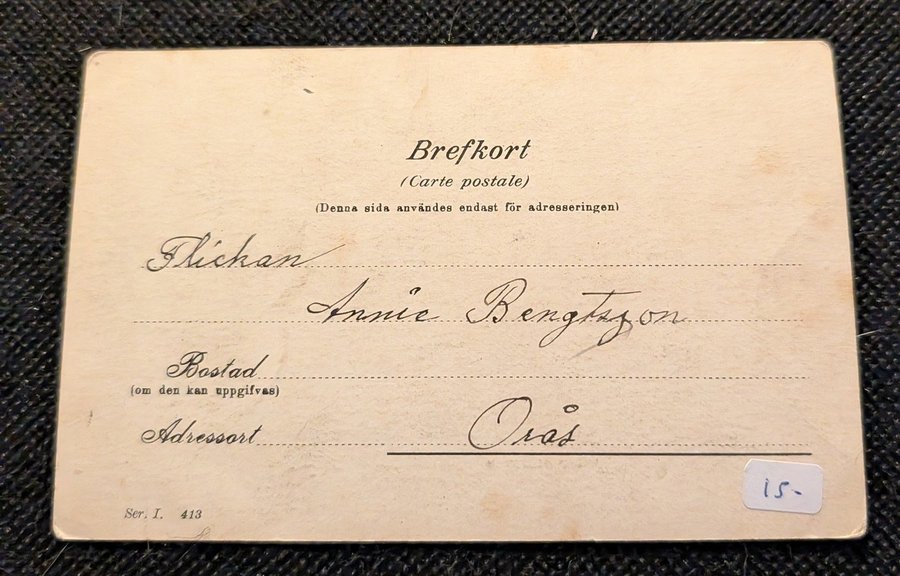 Brefkort
(Carte postale)
(Denna sida användes endast för adresseringen)
Flickan
Annie Bengtsson
Bostad
(om den kan uppgifvas)
Adressort
Orås
Ser. I. 413
15-